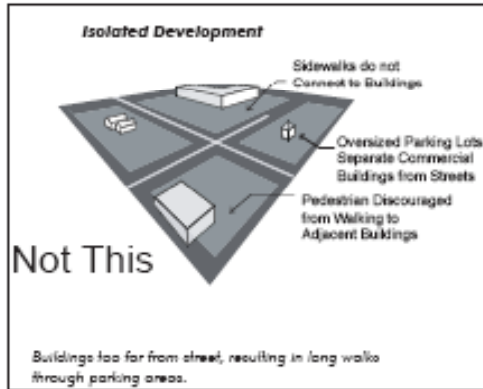 Isolated Development
Sidewalks do not
Connect to Buildings
Oversized Parking Lots
Separate Commercial
Buildings from Streets
Pedestrian Discouraged
from Walking to
Adjacent Buildings
Not This
Buildings too far from street, resulting in long walks
through parking areas.